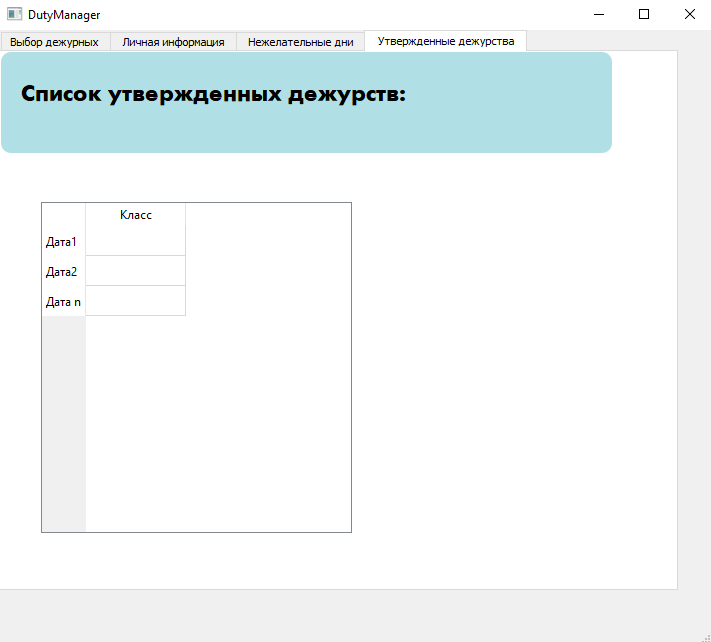 DutyManager
Выбор дежурных Личная информация Нежелательные дни Утвержденные дежурства
Список утвержденных дежурств:
Класс
Дата1
Дата2
Дата n